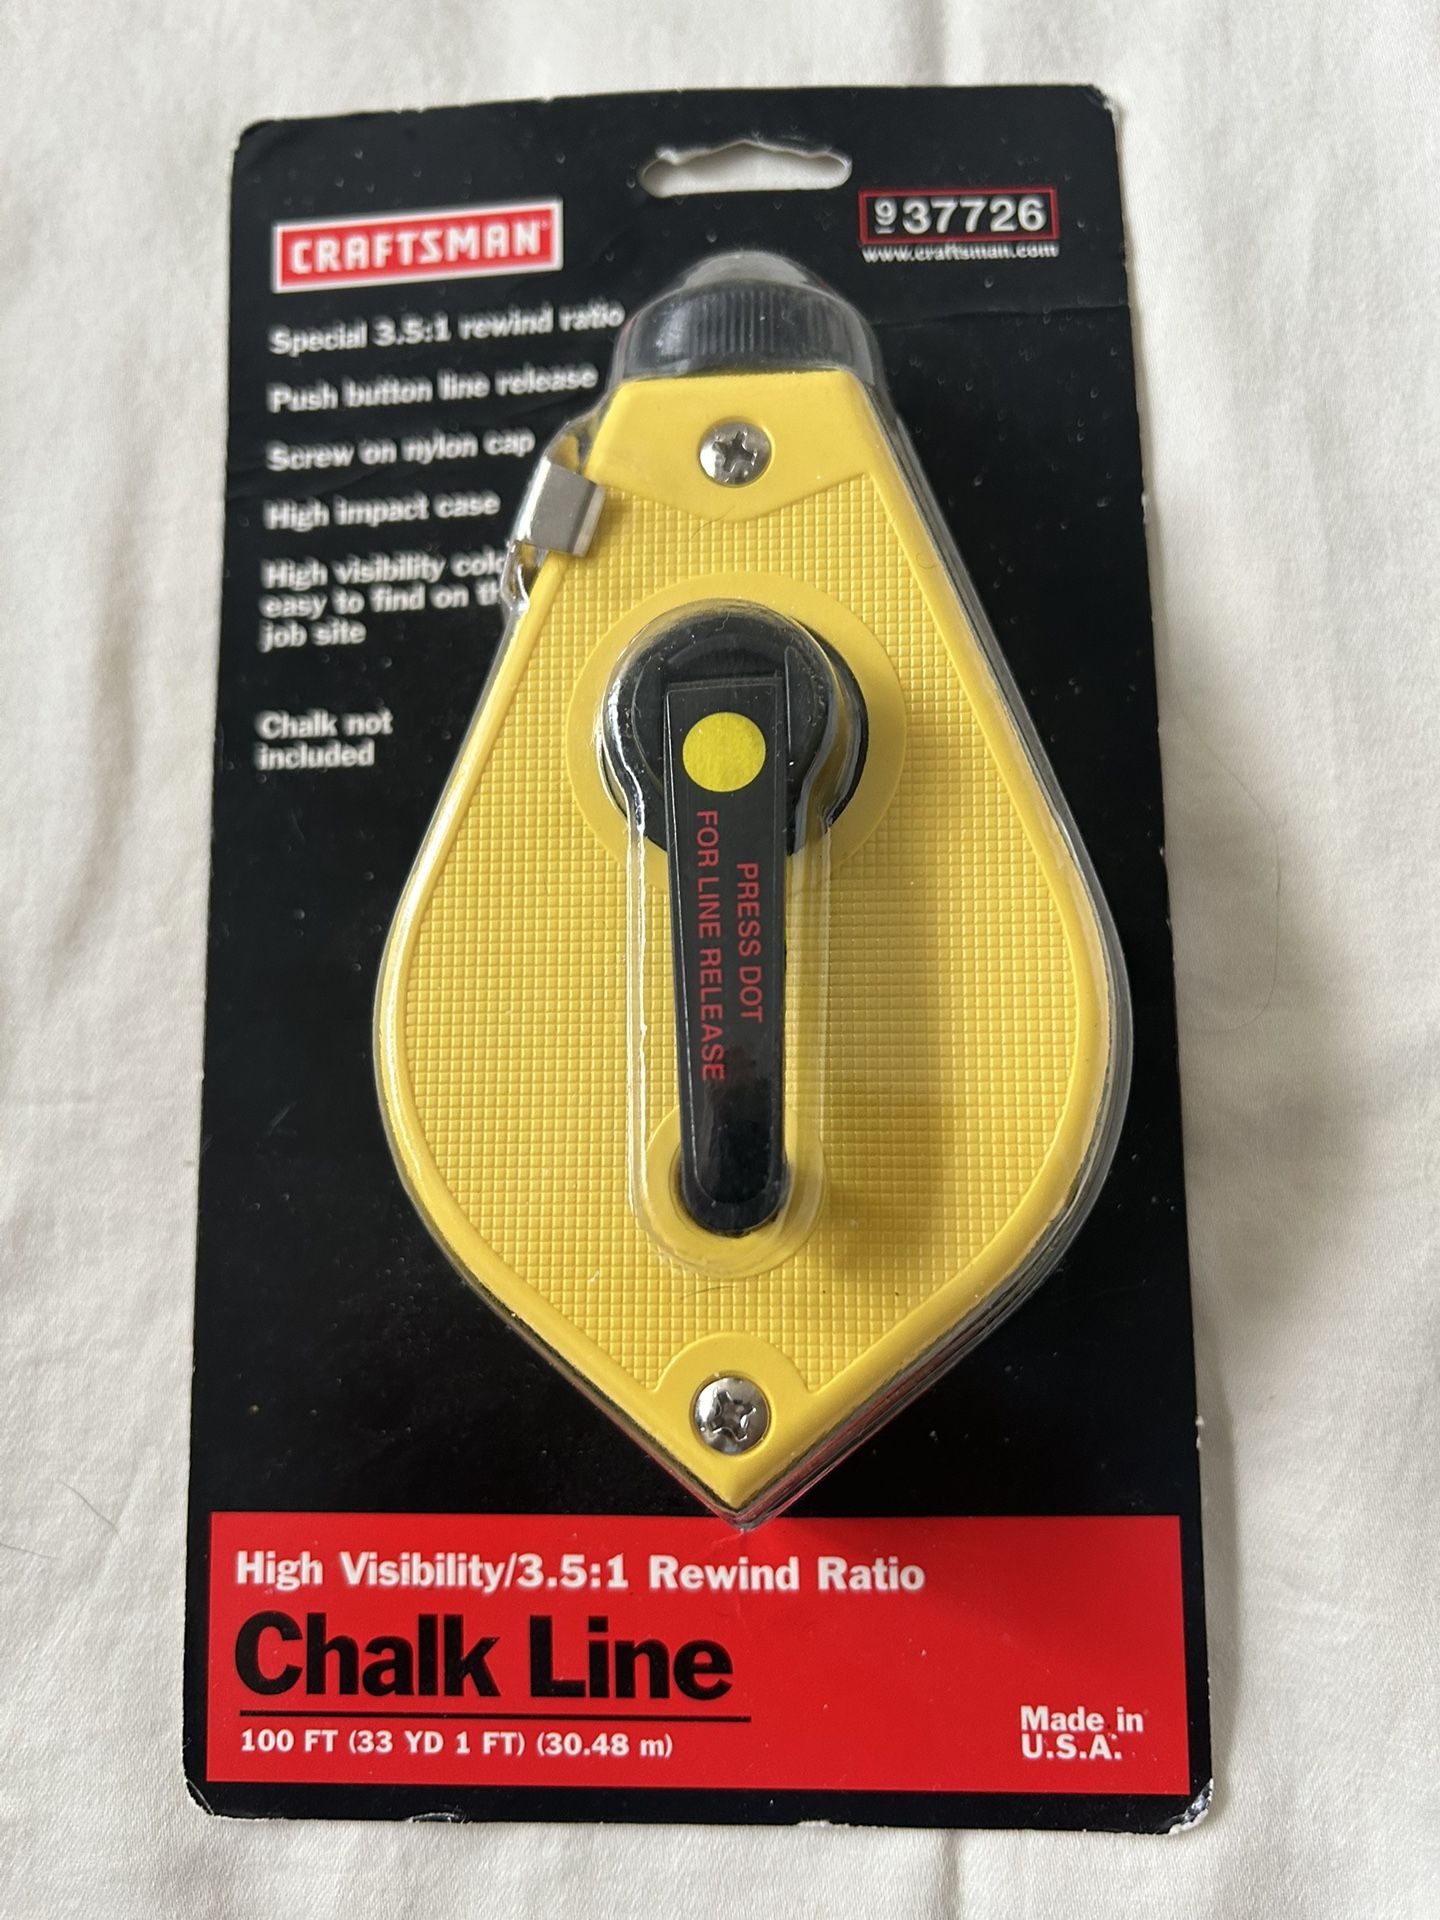 CRAFTSMAN
9 37726
www.craftsman.com
Special 3.5:1 rewind ratio
Push button line release
Screw on nylon cap
High impact case
High visibility
easy to find on
job site
Chalk not
included
PRESS DOT
FOR LINE RELEASE
High Visibility/3.5:1 Rewind Ratio
Chalk Line
100 FT (33 YD 1 FT) (30.48 m)
Made in
U.S.A.